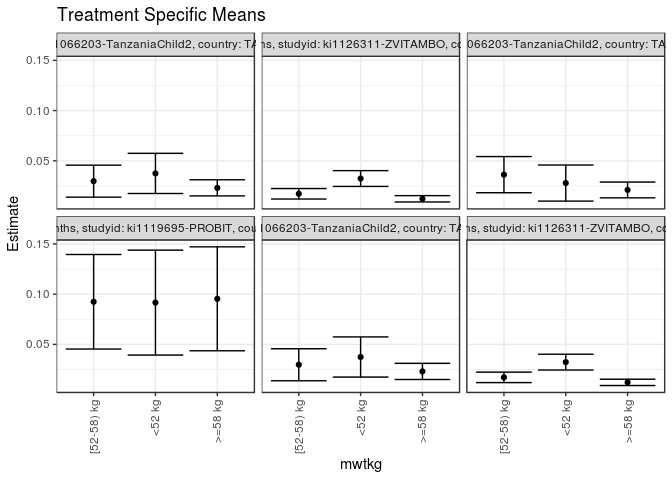 Treatment Specific Means
1066203-TanzaniaChild2, country: TA
ns, studyid: ki1126311-ZVITAMBO, co
066203-TanzaniaChild2, country: TA
0.15
0.10
0.05
nths, studyid: ki1119695-PROBIT, cou
1066203-TanzaniaChild2, country: TA
ns, studyid: ki1126311-ZVITAMBO, co
0.15
0.10
0.05
Estimate
[52-58) kg
<52 kg
>=58 kg
[52-58) kg
<52 kg
>=58 kg
[52-58) kg
<52 kg
>=58 kg
mwtkg